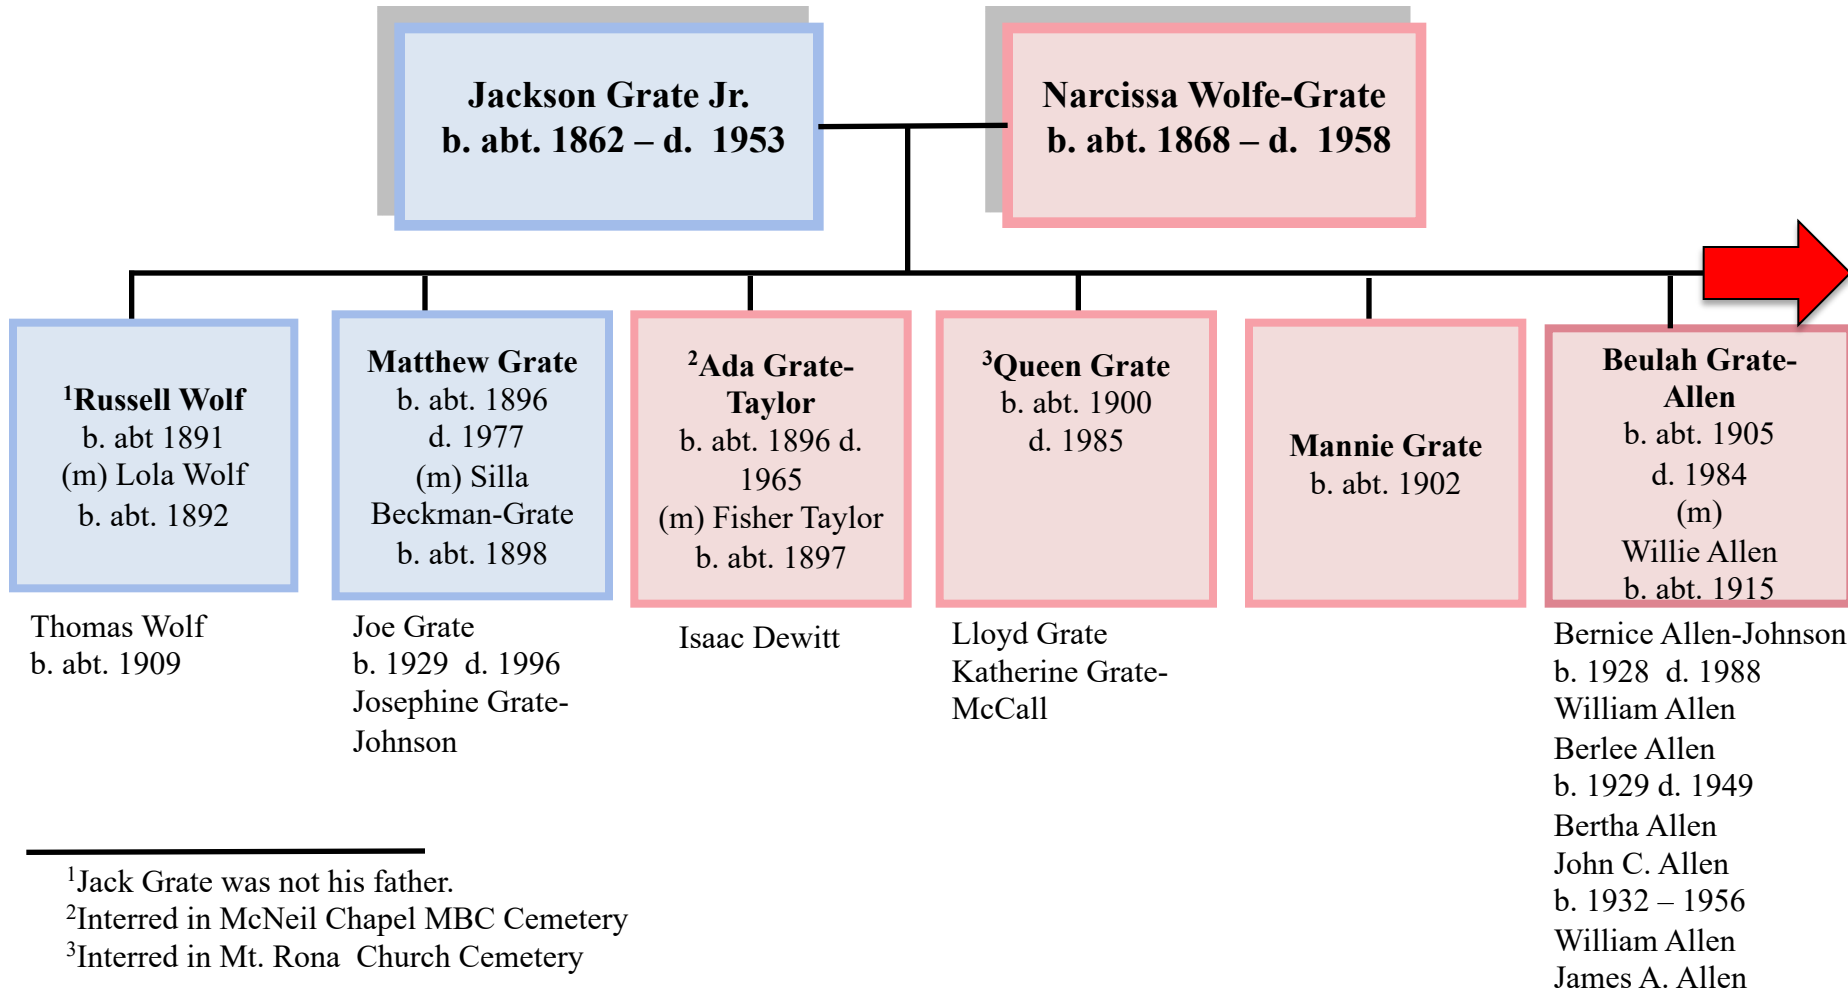 Jackson Grate Jr.
b. abt. 1862 – d.  1953
Narcissa Wolfe-Grate
b. abt. 1868 – d.  1958
¹Russell Wolf
b. abt 1891
(m) Lola Wolf
b. abt. 1892
Thomas Wolf
b. abt. 1909
Matthew Grate
b. abt. 1896
d. 1977
(m) Silla
Beckman-Grate
b. abt. 1898
Joe Grate
b. 1929  d. 1996
Josephine Grate-
Johnson
²Ada Grate-
Taylor
b. abt. 1896 d.
1965
(m) Fisher Taylor
b. abt. 1897
Isaac Dewitt
³Queen Grate
b. abt. 1900
d. 1985
Lloyd Grate
Katherine Grate-
McCall
Mannie Grate
b. abt. 1902
Beulah Grate-
Allen
b. abt. 1905
d. 1984
(m)
Willie Allen
b. abt. 1915
Bernice Allen-Johnson
b. 1928  d. 1988
William Allen
Berlee Allen
b. 1929 d. 1949
Bertha Allen
John C. Allen
b. 1932 – 1956
William Allen
James A. Allen
¹Jack Grate was not his father.
²Interred in McNeil Chapel MBC Cemetery
³Interred in Mt. Rona  Church Cemetery